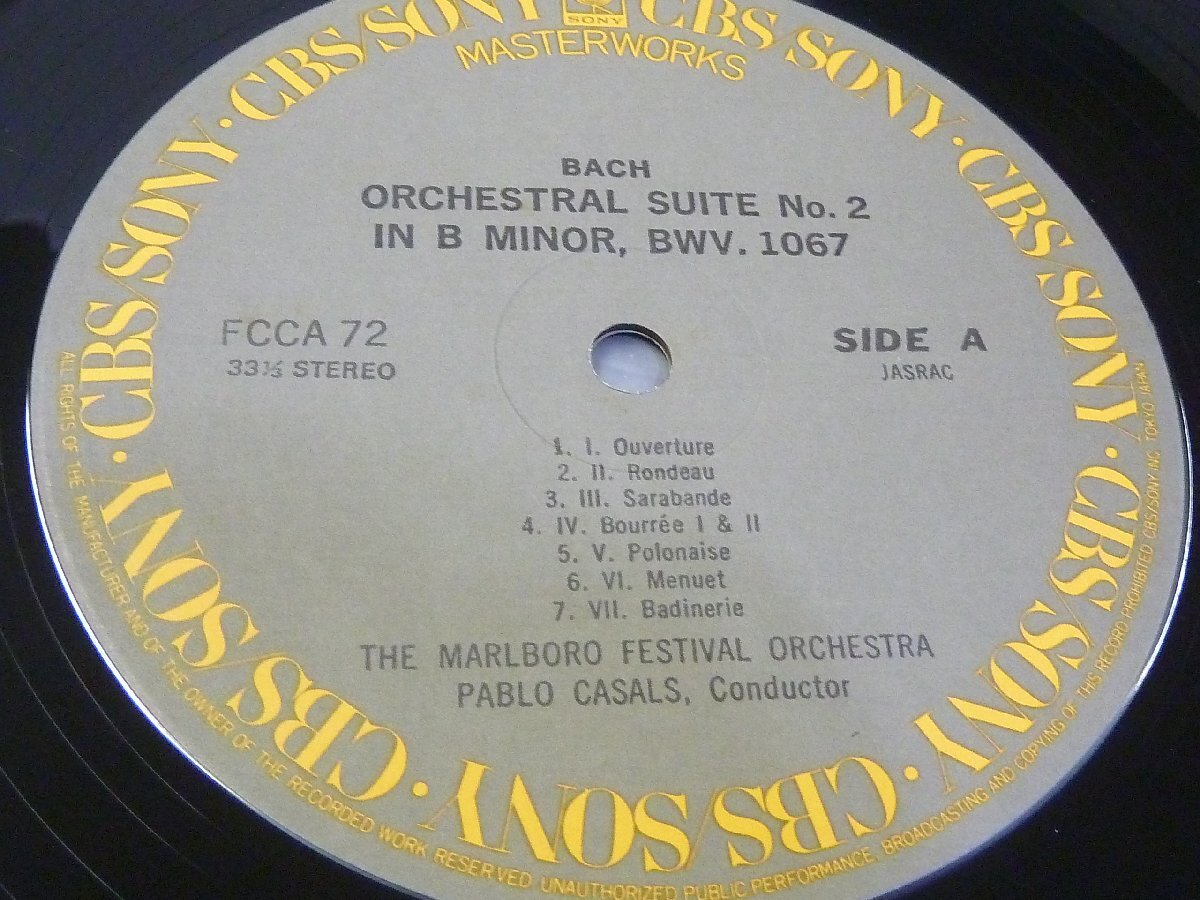 CBS/SONY · CBS/SONY · CBS/SONY · CBS/SONY · CBS/SONY · CBS/SONY · CBS/SONY · CBS/SONY · CBS/SONY
SONY
MASTERWORKS
BACH
ORCHESTRAL SUITE No. 2
IN B MINOR, BWV. 1067
FCCA 72
33⅓ STEREO
SIDE A
JASRAC
1. I. Ouverture
2. II. Rondeau
3. III. Sarabande
4. IV. Bourrée I & II
5. V. Polonaise
6. VI. Menuet
7. VII. Badinerie
THE MARLBORO FESTIVAL ORCHESTRA
PABLO CASALS, Conductor
ALL RIGHTS OF THE MANUFACTURER AND OF THE OWNER OF THE RECORDED WORK RESERVED UNAUTHORIZED PUBLIC PERFORMANCE, BROADCASTING AND COPYING OF THIS RECORD PROHIBITED CBS/SONY INC. TOKYO JAPAN